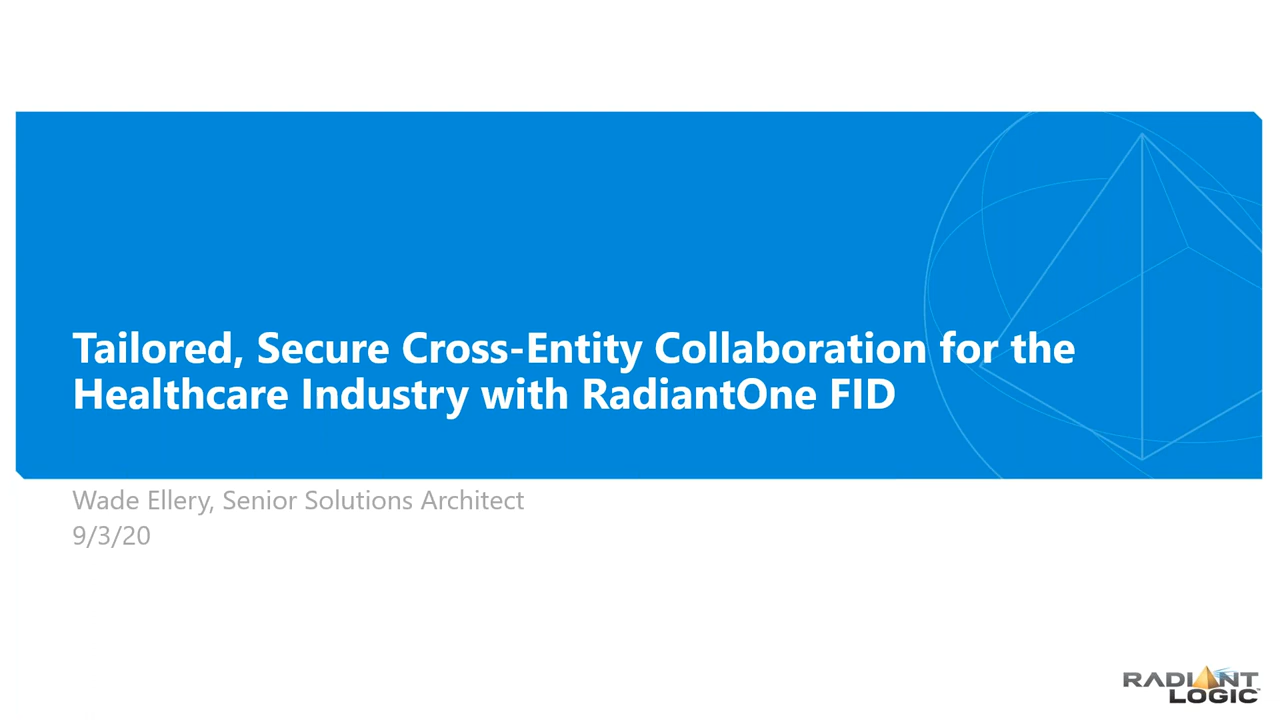 Tailored, Secure Cross-Entity Collaboration for the
Healthcare Industry with RadiantOne FID
Wade Ellery, Senior Solutions Architect
9/3/20
RADIANT
LOGIC